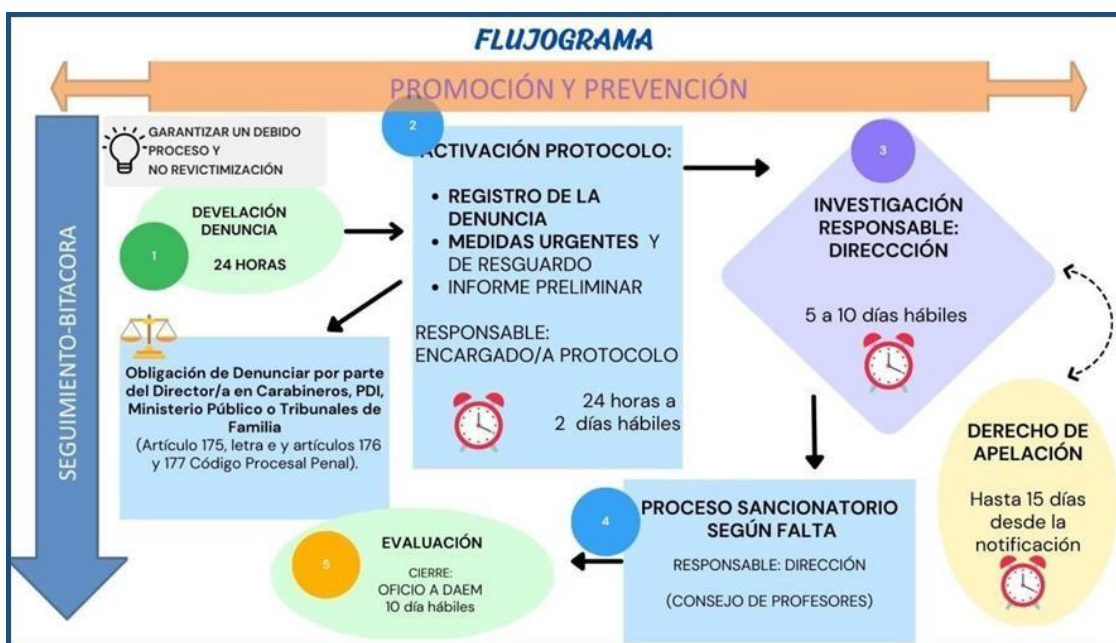 FLUJOGRAMA
PROMOCIÓN Y PREVENCIÓN
SEGUIMIENTO-BITACORA
GARANTIZAR UN DEBIDO
PROCESO Y
NO REVICTIMIZACIÓN
1
DEVELACIÓN
DENUNCIA
24 HORAS
2
ACTIVACIÓN PROTOCOLO:
• REGISTRO DE LA
DENUNCIA
• MEDIDAS URGENTES Y
DE RESGUARDO
• INFORME PRELIMINAR
RESPONSABLE:
ENCARGADO/A PROTOCOLO
24 horas a
2 días hábiles
Obligación de Denunciar por parte
del Director/a en Carabineros, PDI,
Ministerio Público o Tribunales de
Familia
(Artículo 175, letra e y artículos 176
y 177 Código Procesal Penal).
3
INVESTIGACIÓN
RESPONSABLE:
DIRECCCIÓN
5 a 10 días hábiles
DERECHO DE
APELACIÓN
Hasta 15 días
desde la
notificación
4
PROCESO SANCIONATORIO
SEGÚN FALTA
RESPONSABLE: DIRECCIÓN
(CONSEJO DE PROFESORES)
5
EVALUACIÓN
CIERRE:
OFICIO A DAEM
10 día hábiles